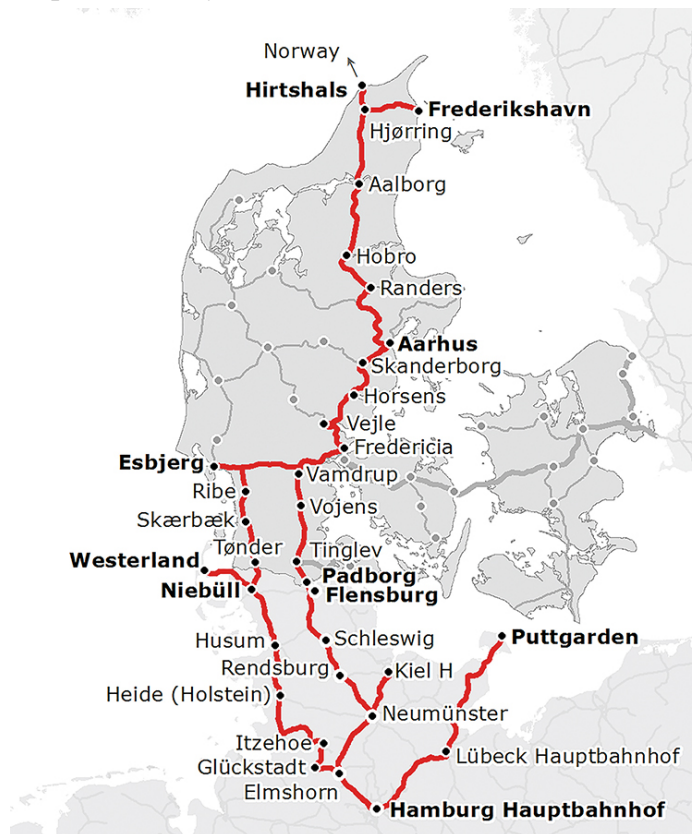 Norway
Hirtshals
Frederikshavn
Hjørring
Aalborg
Hobro
Randers
Aarhus
Skanderborg
Horsens
Vejle
Fredericia
Esbjerg
Vamdrup
Ribe
Vojens
Skærbæk
Tønder
Tinglev
Westerland
Padborg
Niebüll
Flensburg
Husum
Schleswig
Puttgarden
Rendsburg
Kiel H
Heide (Holstein)
Neumünster
Itzehoe
Lübeck Hauptbahnhof
Glückstadt
Elmshorn
Hamburg Hauptbahnhof